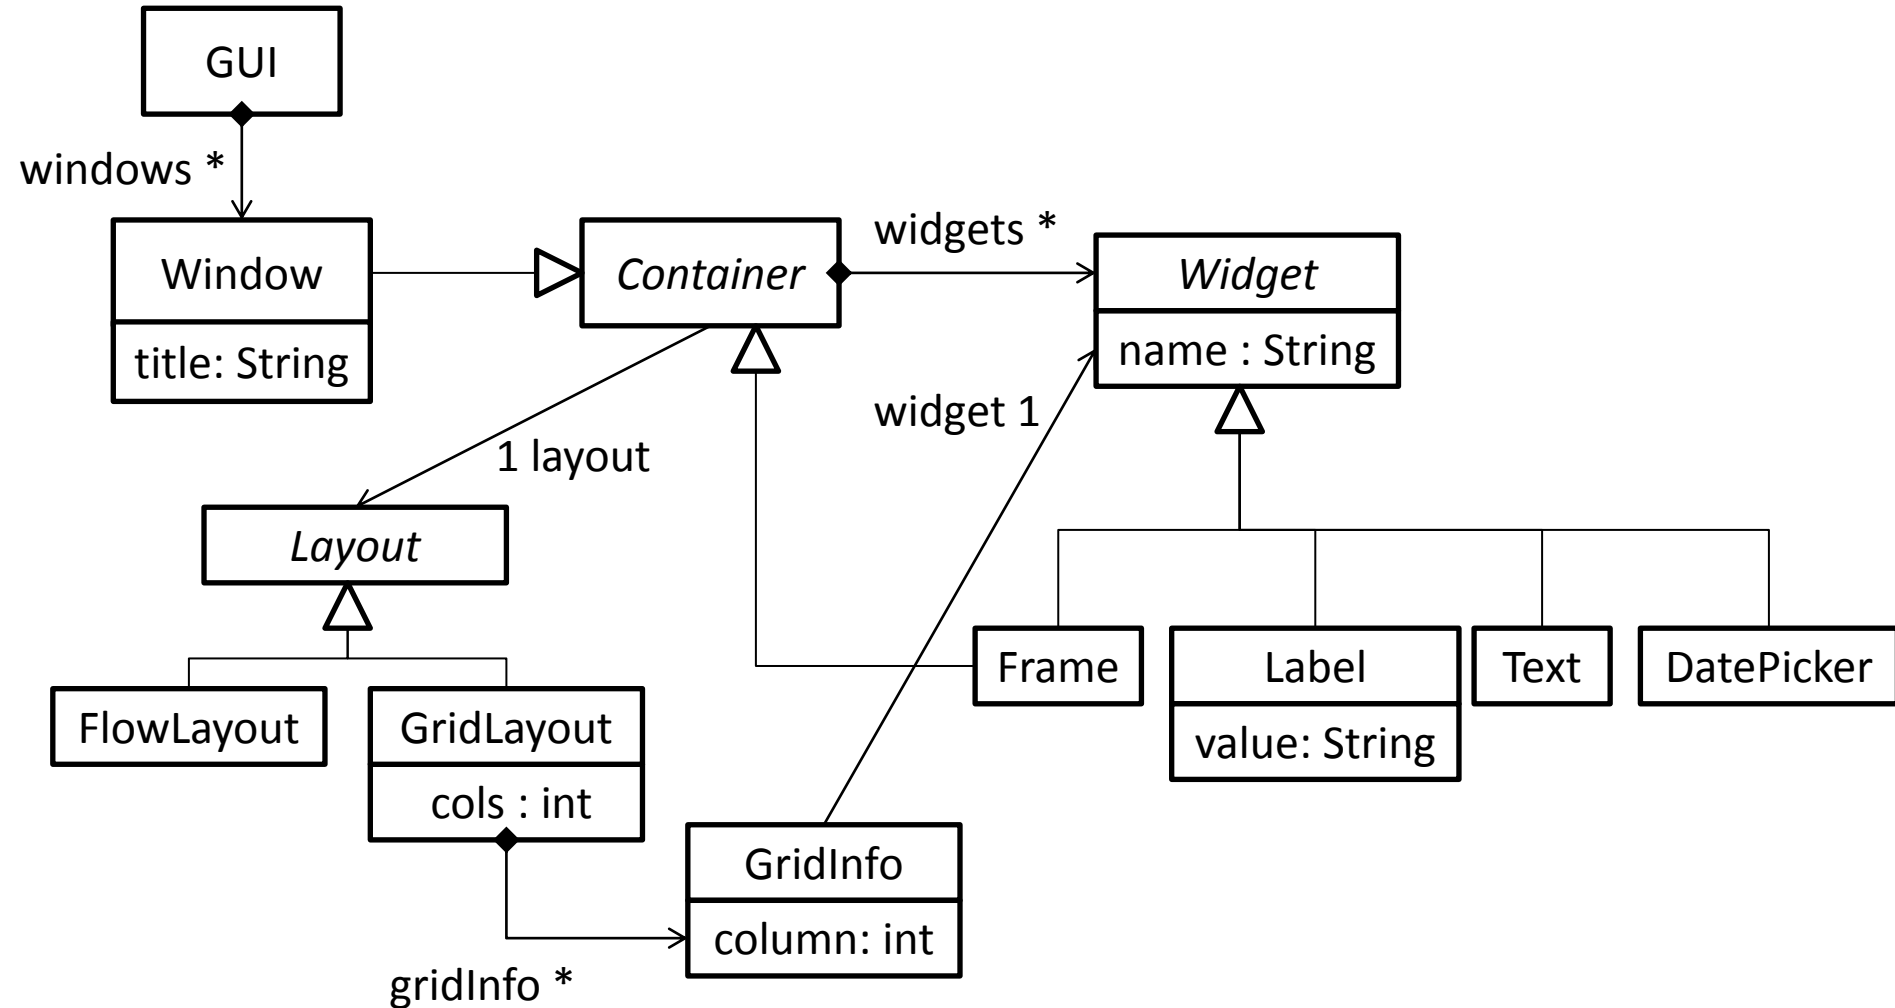 GUI
windows *
Window
title: String
Container
widgets *
Widget
name : String
widget 1
1 layout
Layout
FlowLayout
GridLayout
cols : int
Frame
Label
value: String
Text
DatePicker
GridInfo
column: int
gridInfo *